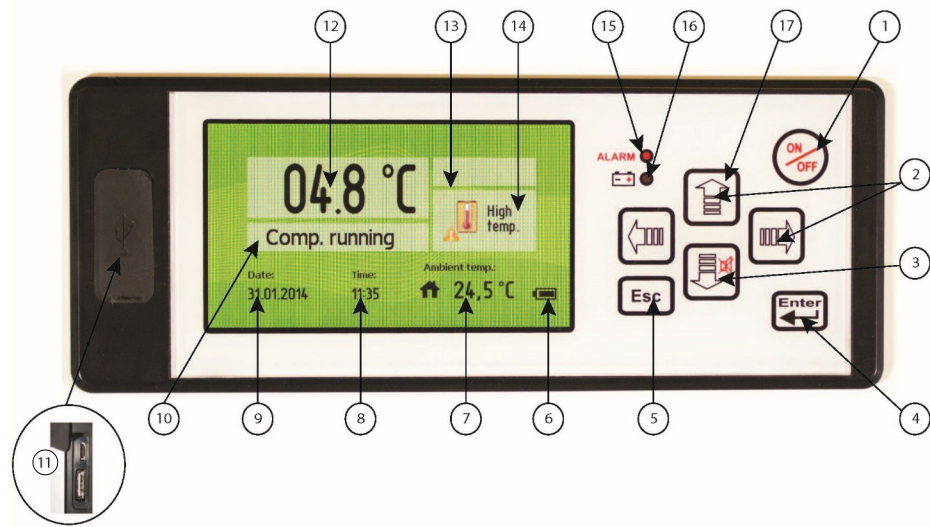 12
13
14
15
16
17
1
ALARM
ON
OFF
04.8 °C
High
temp.
2
Comp. running
Date:
Time:
Ambient temp.:
31.01.2014
11:35
24,5 °C
Esc
Enter
3
11
10
9
8
7
6
5
4